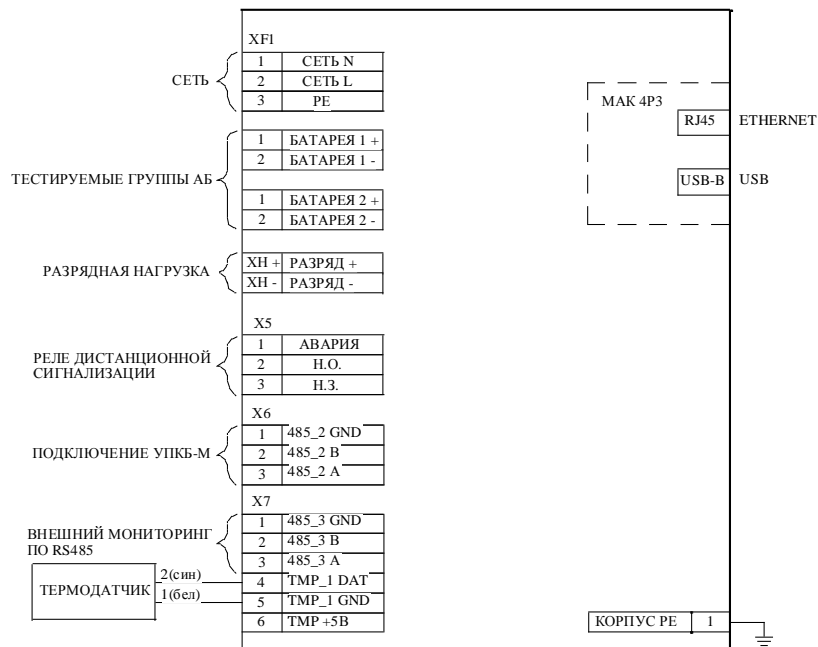 XF1
СЕТЬ
1 СЕТЬ N
2 СЕТЬ L
3 PE
ТЕСТИРУЕМЫЕ ГРУППЫ АБ
1 БАТАРЕЯ 1 +
2 БАТАРЕЯ 1 -
1 БАТАРЕЯ 2 +
2 БАТАРЕЯ 2 -
РАЗРЯДНАЯ НАГРУЗКА
XН + РАЗРЯД +
XН - РАЗРЯД -
X5
РЕЛЕ ДИСТАНЦИОННОЙ
СИГНАЛИЗАЦИИ
1 АВАРИЯ
2 Н.О.
3 Н.З.
X6
ПОДКЛЮЧЕНИЕ УПКБ-М
1 485_2 GND
2 485_2 B
3 485_2 A
X7
ВНЕШНИЙ МОНИТОРИНГ
ПО RS485
1 485_3 GND
2 485_3 B
3 485_3 A
4 TMP_1 DAT
5 TMP_1 GND
6 TMP +5В
ТЕРМОДАТЧИК
2(син)
1(бел)
МАК 4Р3
RJ45 ETHERNET
USB-B USB
КОРПУС РЕ 1